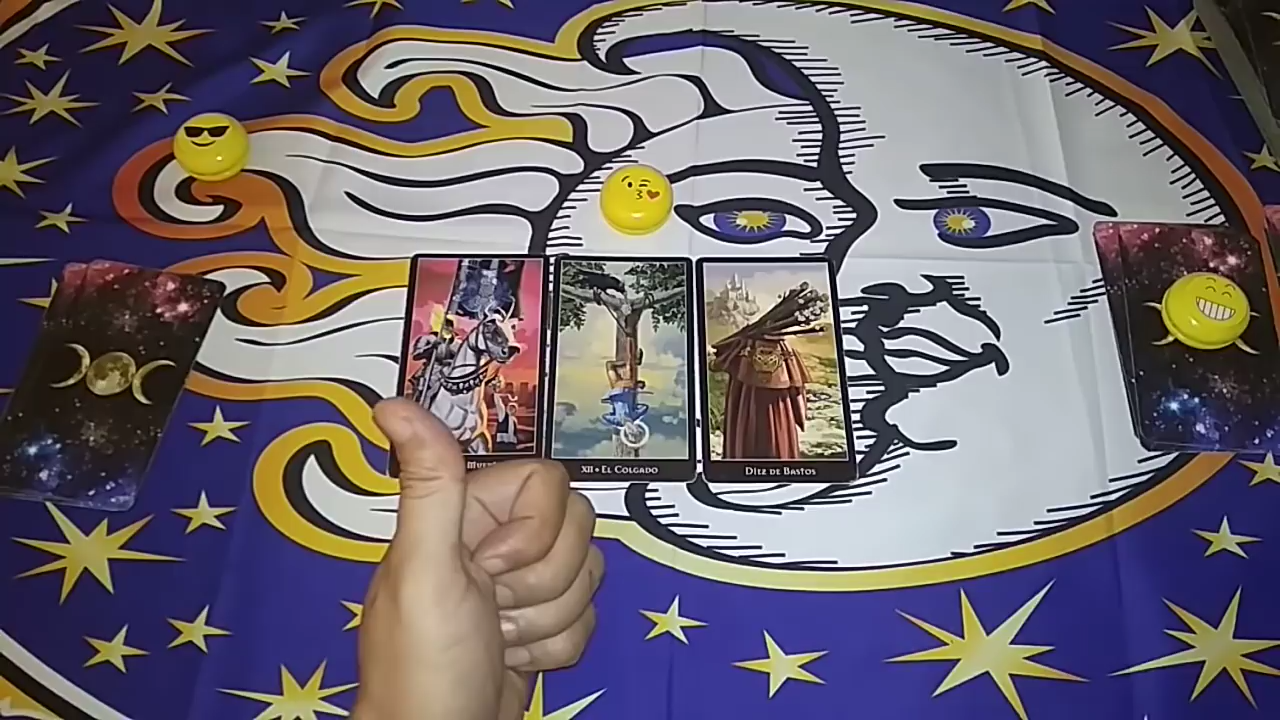 XII • EL COLGADO
DIEZ DE BASTOS